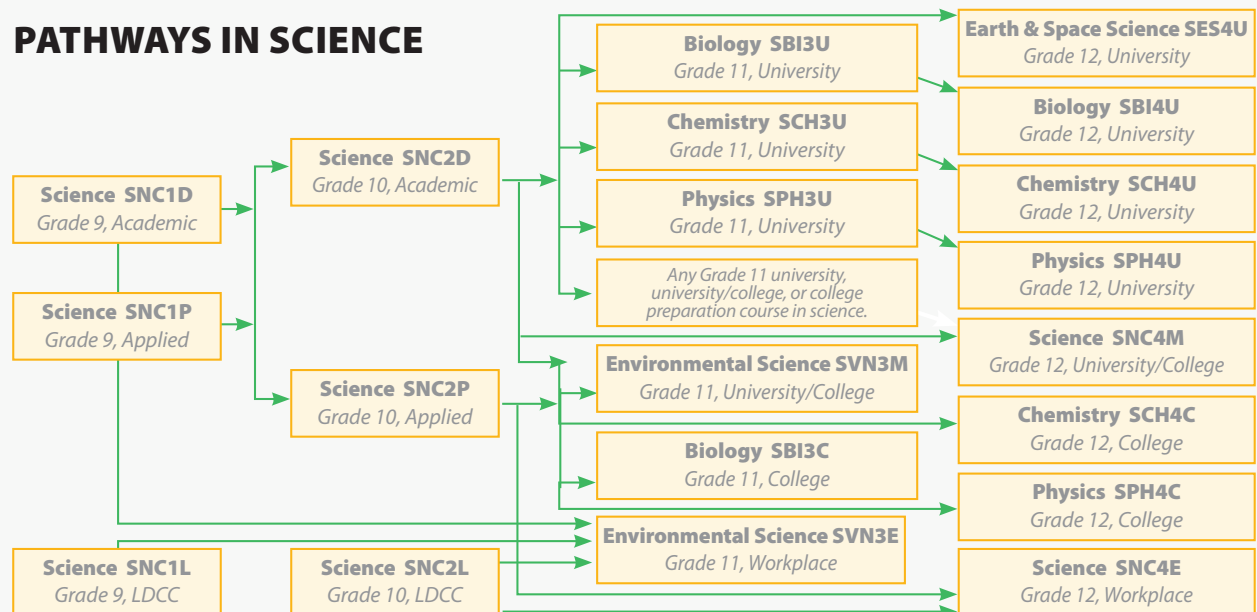 PATHWAYS IN SCIENCE
Science SNC1D
Grade 9, Academic
Science SNC1P
Grade 9, Applied
Science SNC1L
Grade 9, LDCC
Science SNC2D
Grade 10, Academic
Science SNC2P
Grade 10, Applied
Science SNC2L
Grade 10, LDCC
Biology SBI3U
Grade 11, University
Chemistry SCH3U
Grade 11, University
Physics SPH3U
Grade 11, University
Any Grade 11 university,
university/college, or college
preparation course in science.
Environmental Science SVN3M
Grade 11, University/College
Biology SBI3C
Grade 11, College
Environmental Science SVN3E
Grade 11, Workplace
Earth & Space Science SES4U
Grade 12, University
Biology SBI4U
Grade 12, University
Chemistry SCH4U
Grade 12, University
Physics SPH4U
Grade 12, University
Science SNC4M
Grade 12, University/College
Chemistry SCH4C
Grade 12, College
Physics SPH4C
Grade 12, College
Science SNC4E
Grade 12, Workplace